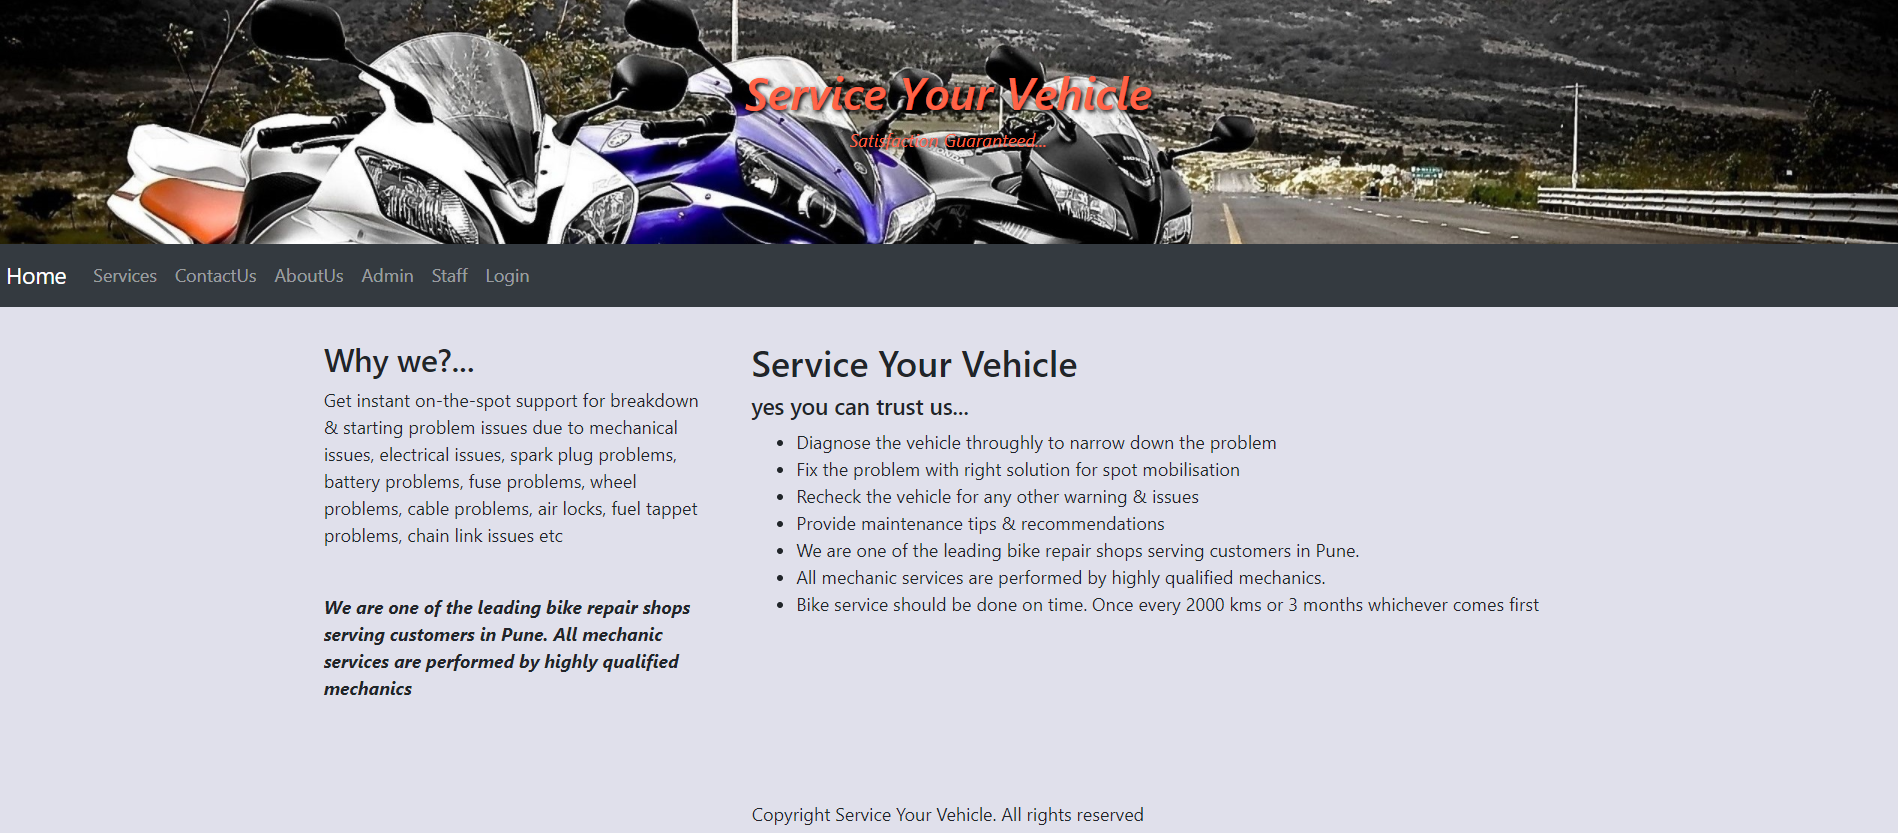 Service Your Vehicle
Satisfaction Guaranteed...
Home Services ContactUs AboutUs Admin Staff Login
Why we?...
Get instant on-the-spot support for breakdown
& starting problem issues due to mechanical
issues, electrical issues, spark plug problems,
battery problems, fuse problems, wheel
problems, cable problems, air locks, fuel tappet
problems, chain link issues etc
We are one of the leading bike repair shops
serving customers in Pune. All mechanic
services are performed by highly qualified
mechanics
Service Your Vehicle
yes you can trust us...
Diagnose the vehicle throughly to narrow down the problem
Fix the problem with right solution for spot mobilisation
Recheck the vehicle for any other warning & issues
Provide maintenance tips & recommendations
We are one of the leading bike repair shops serving customers in Pune.
All mechanic services are performed by highly qualified mechanics.
Bike service should be done on time. Once every 2000 kms or 3 months whichever comes first
Copyright Service Your Vehicle. All rights reserved